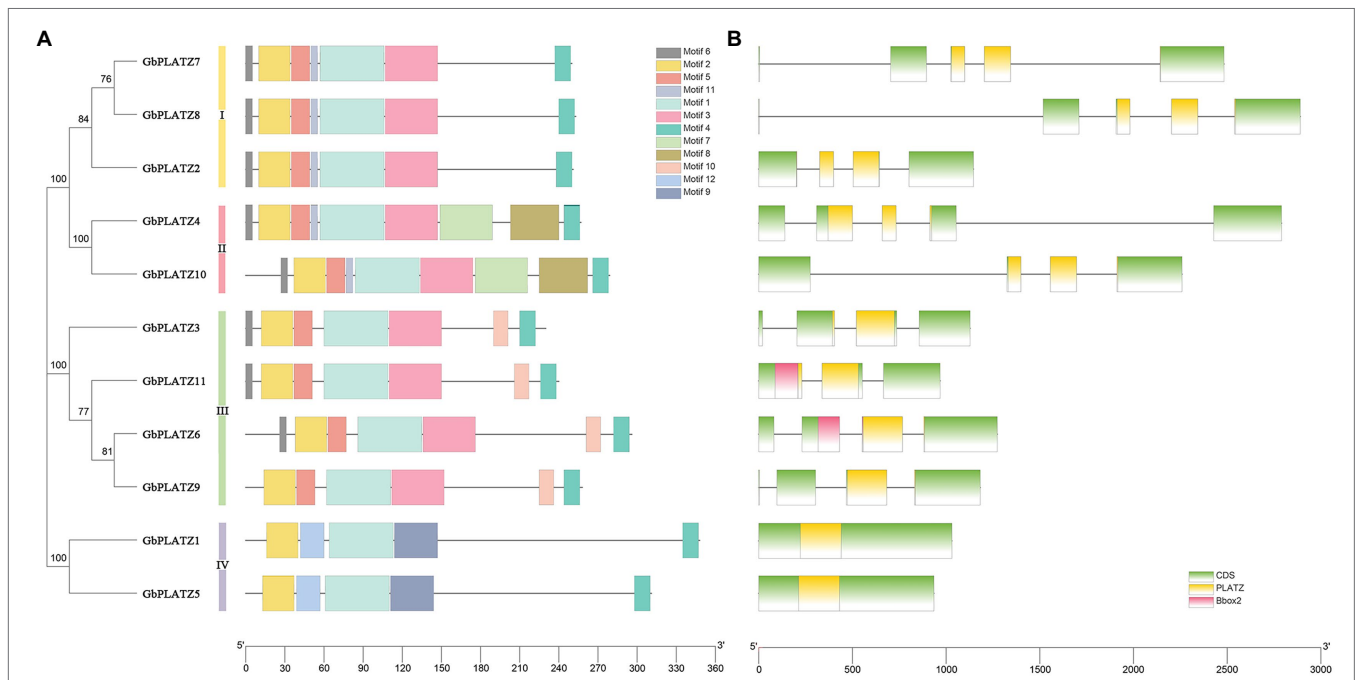 A
B
GbPLATZ7
GbPLATZ8
GbPLATZ2
GbPLATZ4
GbPLATZ10
GbPLATZ3
GbPLATZ11
GbPLATZ6
GbPLATZ9
GbPLATZ1
GbPLATZ5
76
84
100
100
100
77
81
100
I
II
III
IV
Motif 6
Motif 2
Motif 5
Motif 11
Motif 1
Motif 3
Motif 4
Motif 7
Motif 8
Motif 10
Motif 12
Motif 9
CDS
PLATZ
Bbox2
5' 3'
0 30 60 90 120 150 180 210 240 270 300 330 360
5' 3'
0 500 1000 1500 2000 2500 3000